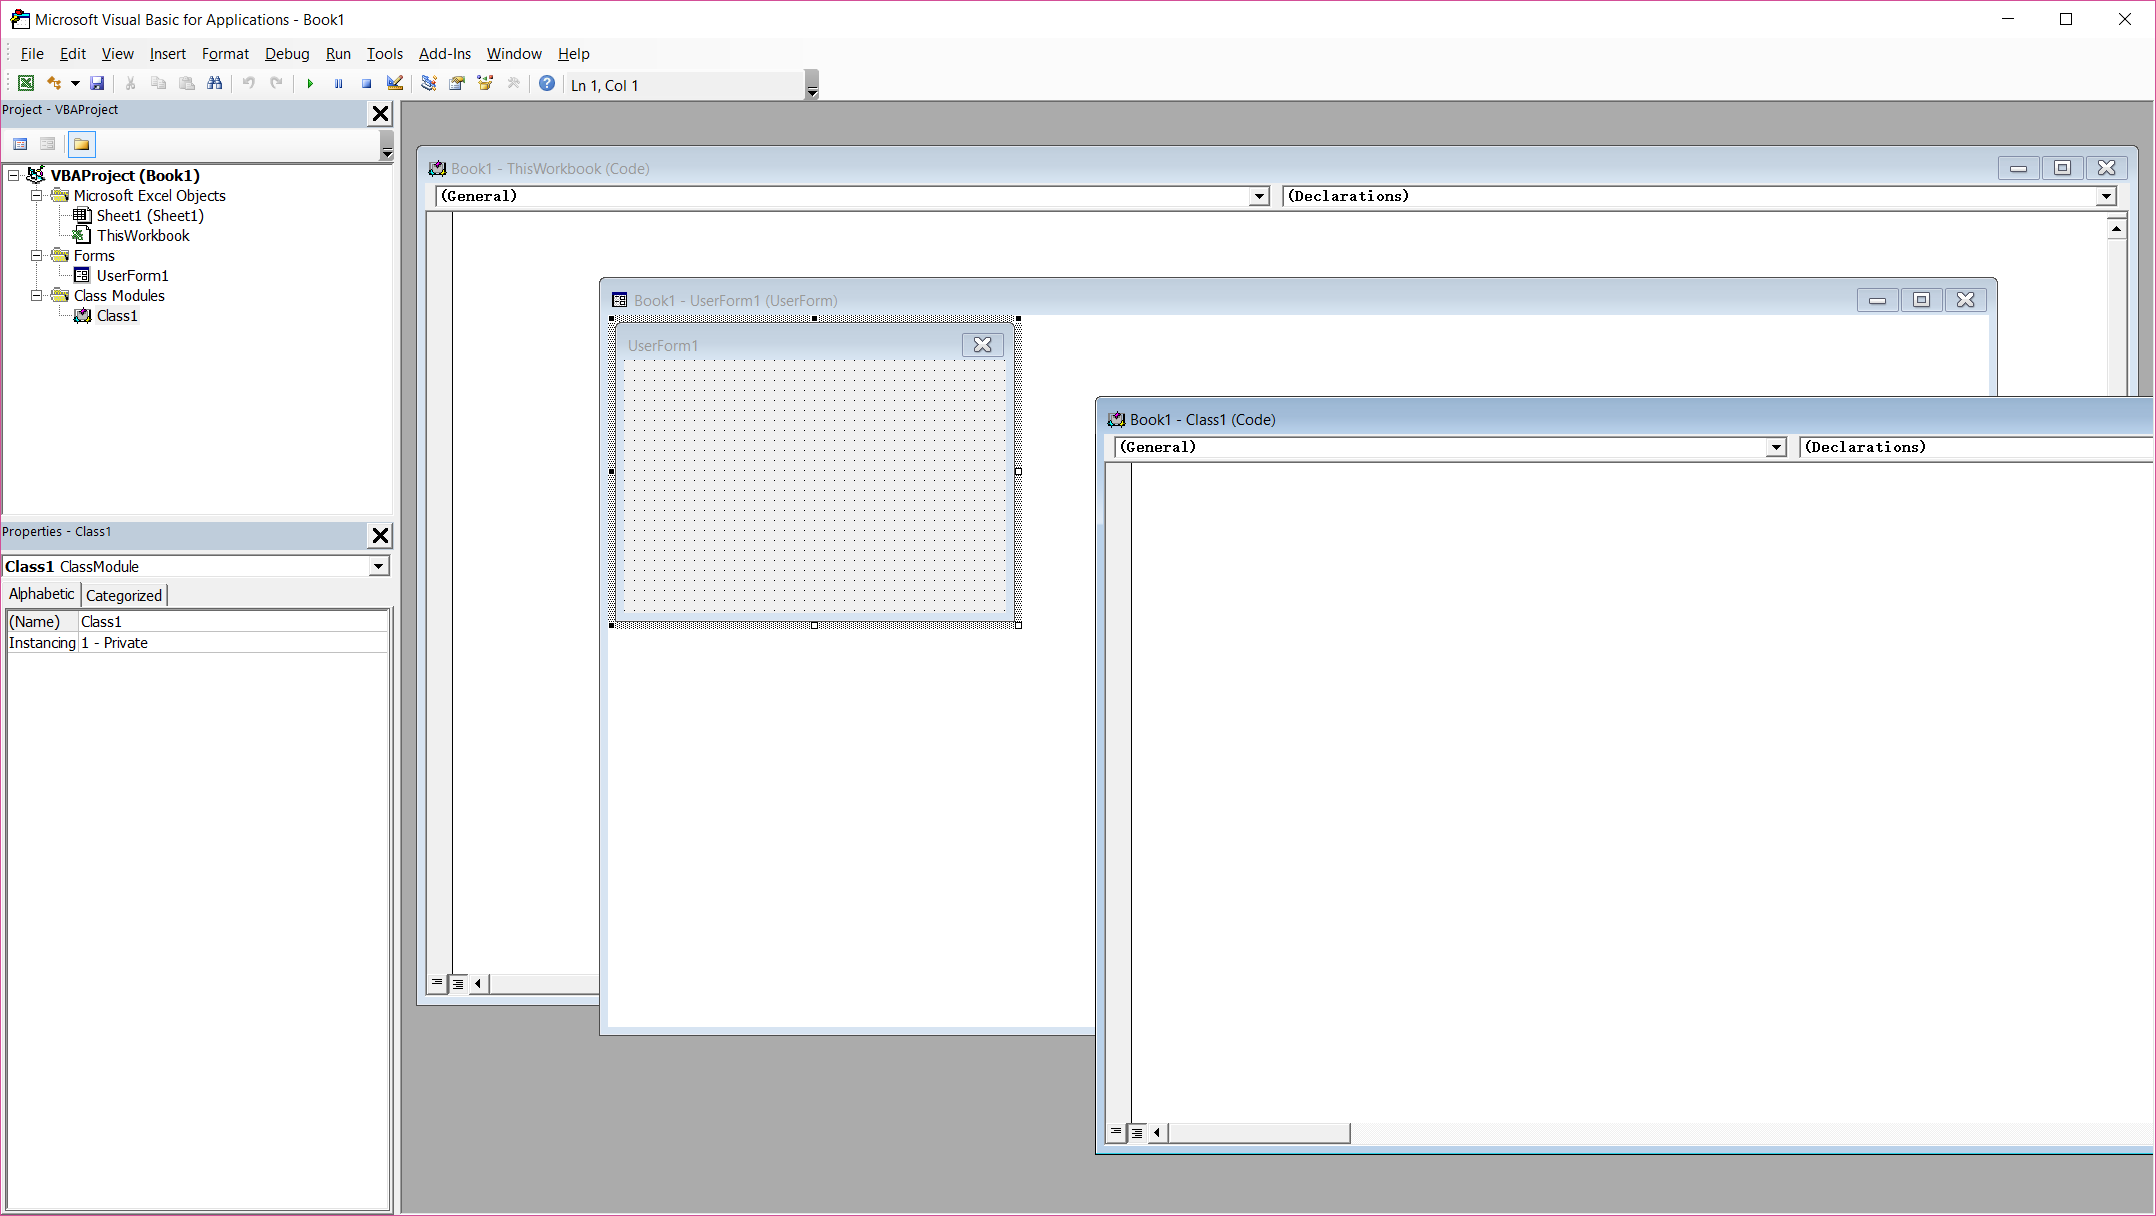 Microsoft Visual Basic for Applications - Book1
File Edit View Insert Format Debug Run Tools Add-Ins Window Help
Ln 1, Col 1
Project - VBAProject
VBAProject (Book1)
Microsoft Excel Objects
Sheet1 (Sheet1)
ThisWorkbook
Forms
UserForm1
Class Modules
Class1
Properties - Class1
Class1 ClassModule
Alphabetic Categorized
(Name) Class1
Instancing 1 - Private
Book1 - ThisWorkbook (Code)
(General) (Declarations)
Book1 - UserForm1 (UserForm)
UserForm1
Book1 - Class1 (Code)
(General) (Declarations)